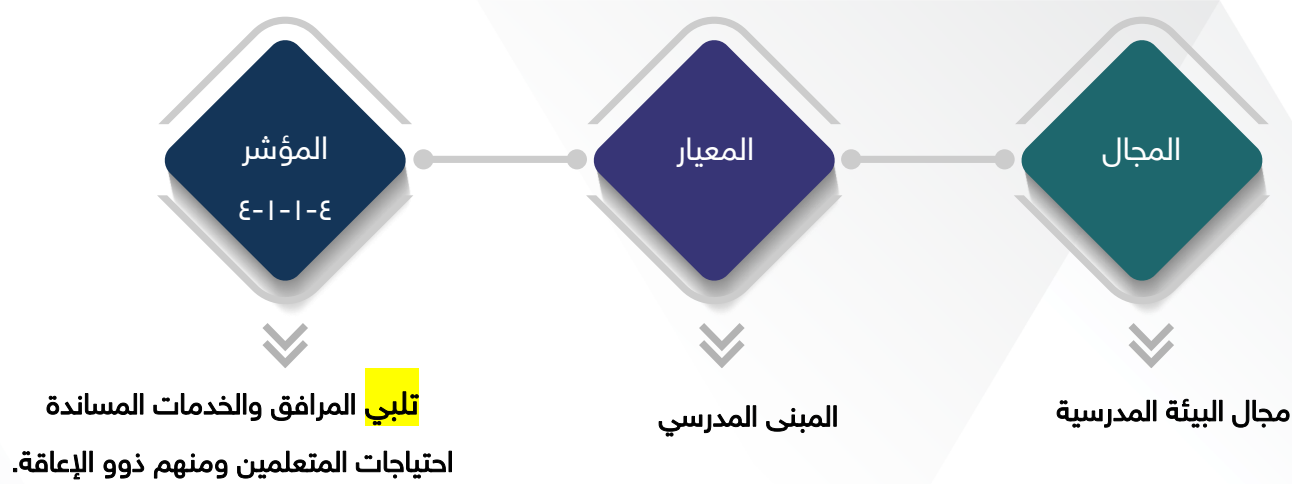 المجال
المعيار
المؤشر
٤-١-١-٤
مجال البيئة المدرسية
المبنى المدرسي
تلبي المرافق والخدمات المساندة
احتياجات المتعلمين ومنهم ذوو الإعاقة.